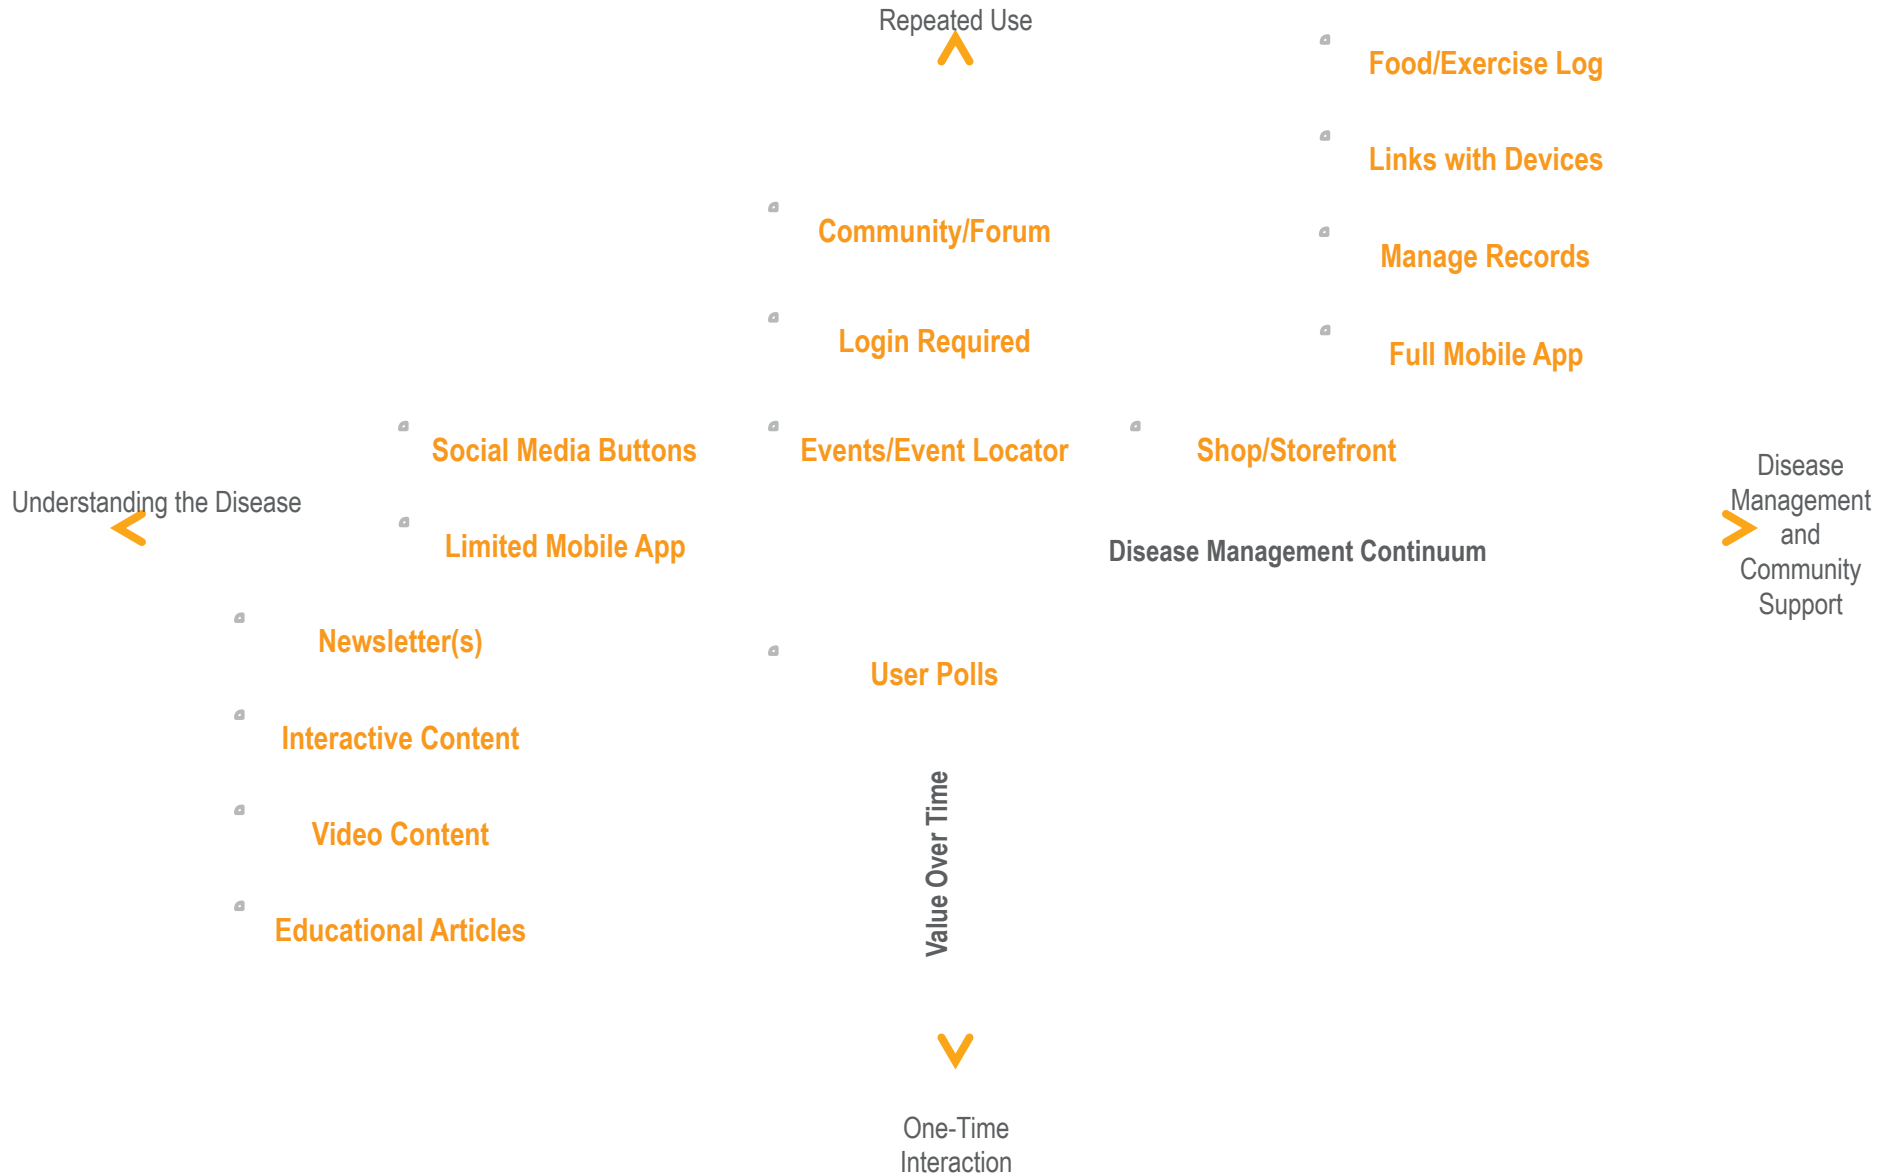 Repeated Use
Food/Exercise Log
Links with Devices
Community/Forum
Manage Records
Login Required
Full Mobile App
Social Media Buttons
Events/Event Locator
Shop/Storefront
Understanding the Disease
Disease
Management
and
Community
Support
Limited Mobile App
Disease Management Continuum
Newsletter(s)
User Polls
Interactive Content
Video Content
Value Over Time
Educational Articles
One-Time
Interaction